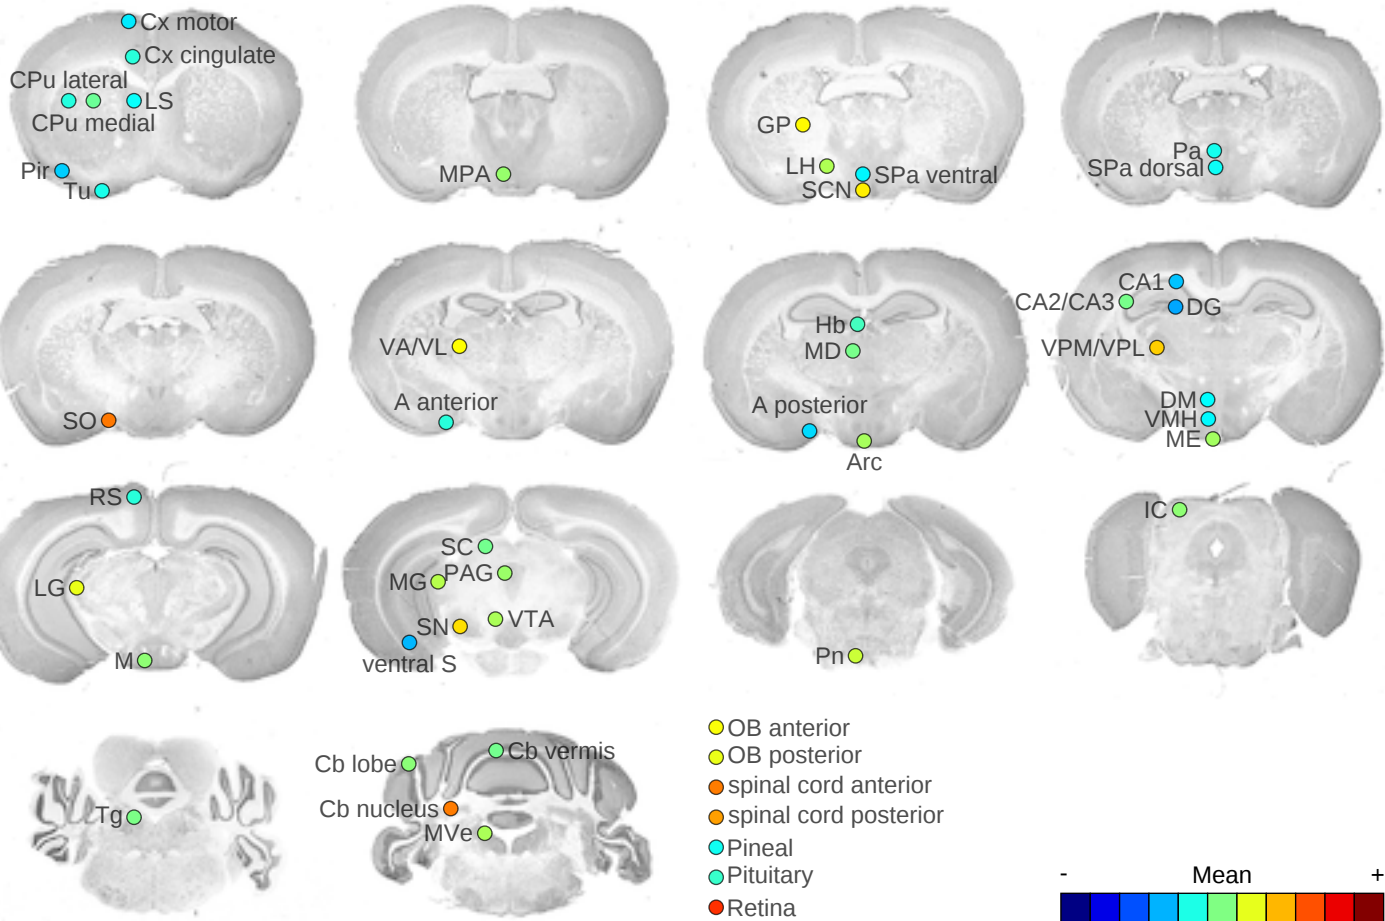 Cx motor
Cx cingulate
CPu lateral
LS
CPu medial
Pir
Tu
MPA
GP
LH
SPa ventral
SCN
Pa
SPa dorsal
SO
VA/VL
A anterior
Hb
MD
A posterior
Arc
CA1
CA2/CA3
DG
VPM/VPL
DM
VMH
ME
RS
LG
M
SC
MG
PAG
SN
VTA
ventral S
Pn
IC
Tg
Cb lobe
Cb vermis
Cb nucleus
MVe
OB anterior
OB posterior
spinal cord anterior
spinal cord posterior
Pineal
Pituitary
Retina
- Mean +